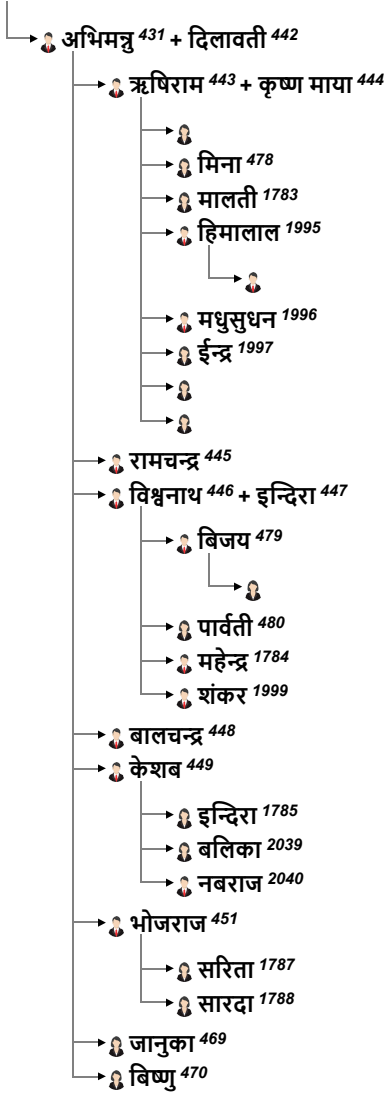 अभिमन्नु 431 + दिलावती 442
ऋषिराम 443 + कृष्ण माया 444
मिना 478
मालती 1783
हिमालाल 1995
मधुसुधन 1996
ईन्द्र 1997
रामचन्द्र 445
विश्वनाथ 446 + इन्दिरा 447
बिजय 479
पार्वती 480
महेन्द्र 1784
शंकर 1999
बालचन्द्र 448
केशब 449
इन्दिरा 1785
बलिका 2039
नबराज 2040
भोजराज 451
सरिता 1787
सारदा 1788
जानुका 469
बिष्णु 470